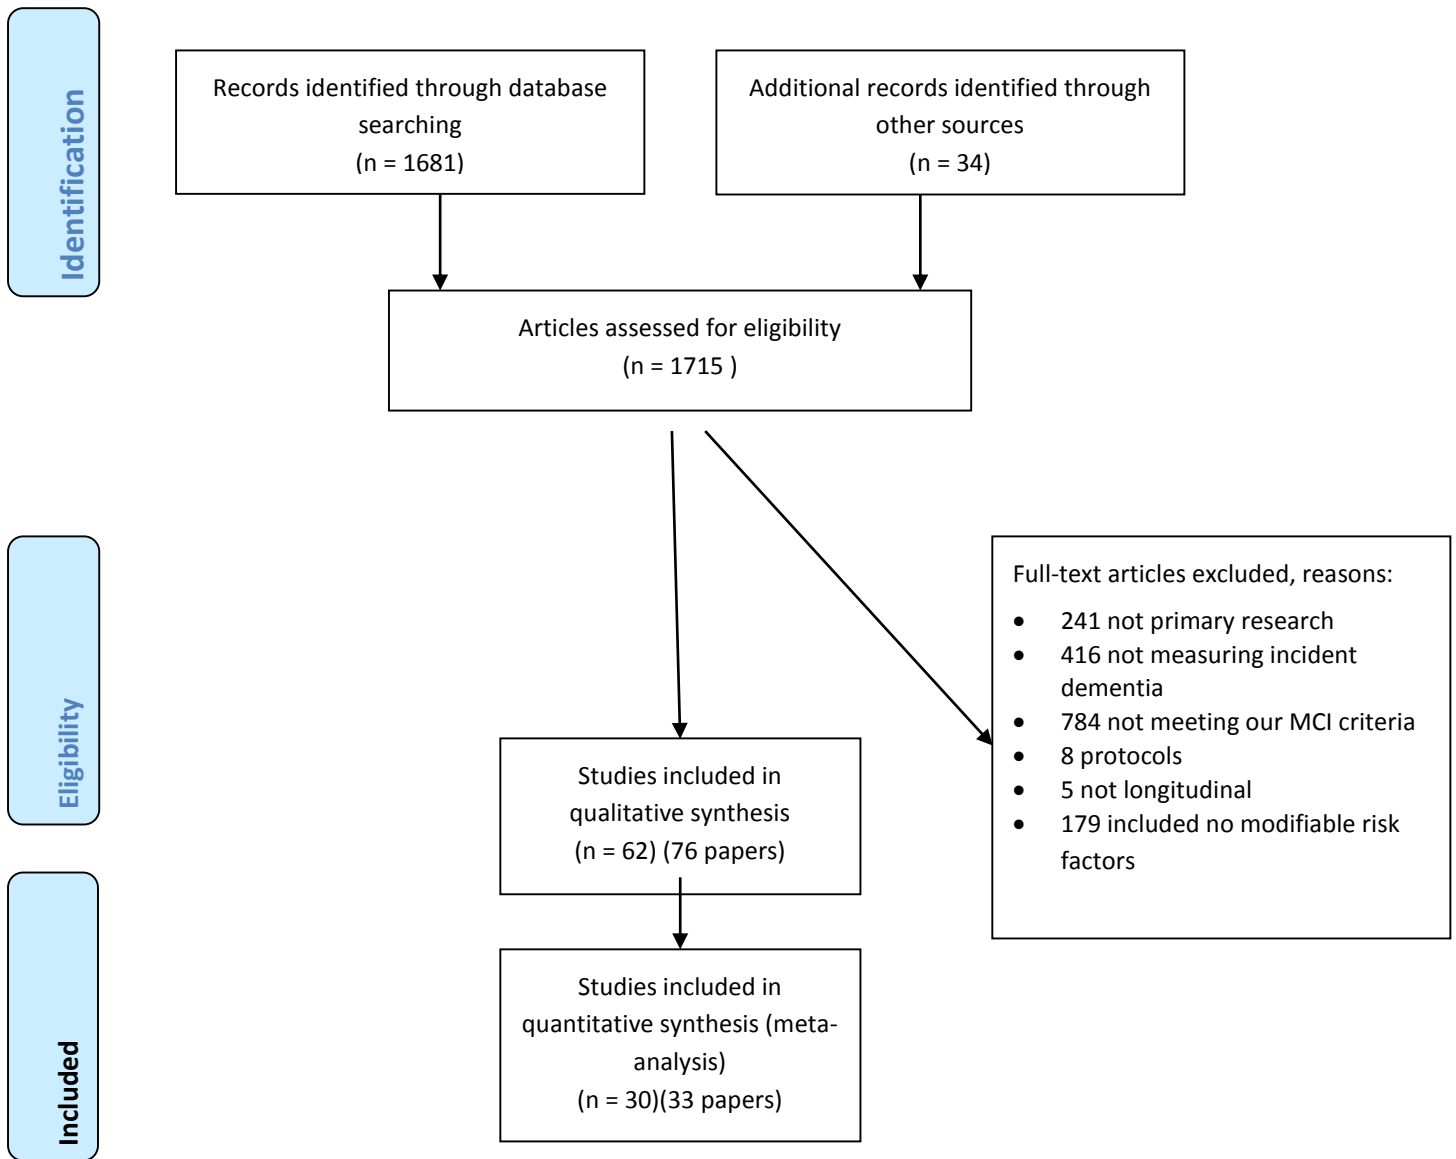 Identification
Records identified through database
searching
(n = 1681)
Additional records identified through
other sources
(n = 34)
Articles assessed for eligibility
(n = 1715 )
Eligibility
Full-text articles excluded, reasons:
• 241 not primary research
• 416 not measuring incident
dementia
• 784 not meeting our MCI criteria
• 8 protocols
• 5 not longitudinal
• 179 included no modifiable risk
factors
Studies included in
qualitative synthesis
(n = 62) (76 papers)
Included
Studies included in
quantitative synthesis (meta-
analysis)
(n = 30)(33 papers)